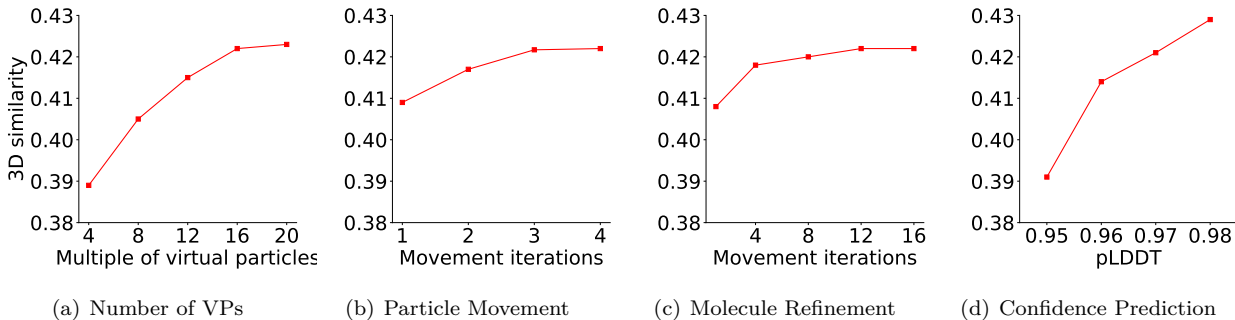 0.43 0.43 0.43 0.43
0.42 0.42 0.42 0.42
0.41 0.41 0.41 0.41
0.40 0.40 0.40 0.40
0.39 0.39 0.39 0.39
0.38 0.38 0.38 0.38
3D similarity
4 8 12 16 20 1 2 3 4 4 8 12 16 0.95 0.96 0.97 0.98
Multiple of virtual particles Movement iterations Movement iterations pLDDT
(a) Number of VPs (b) Particle Movement (c) Molecule Refinement (d) Confidence Prediction